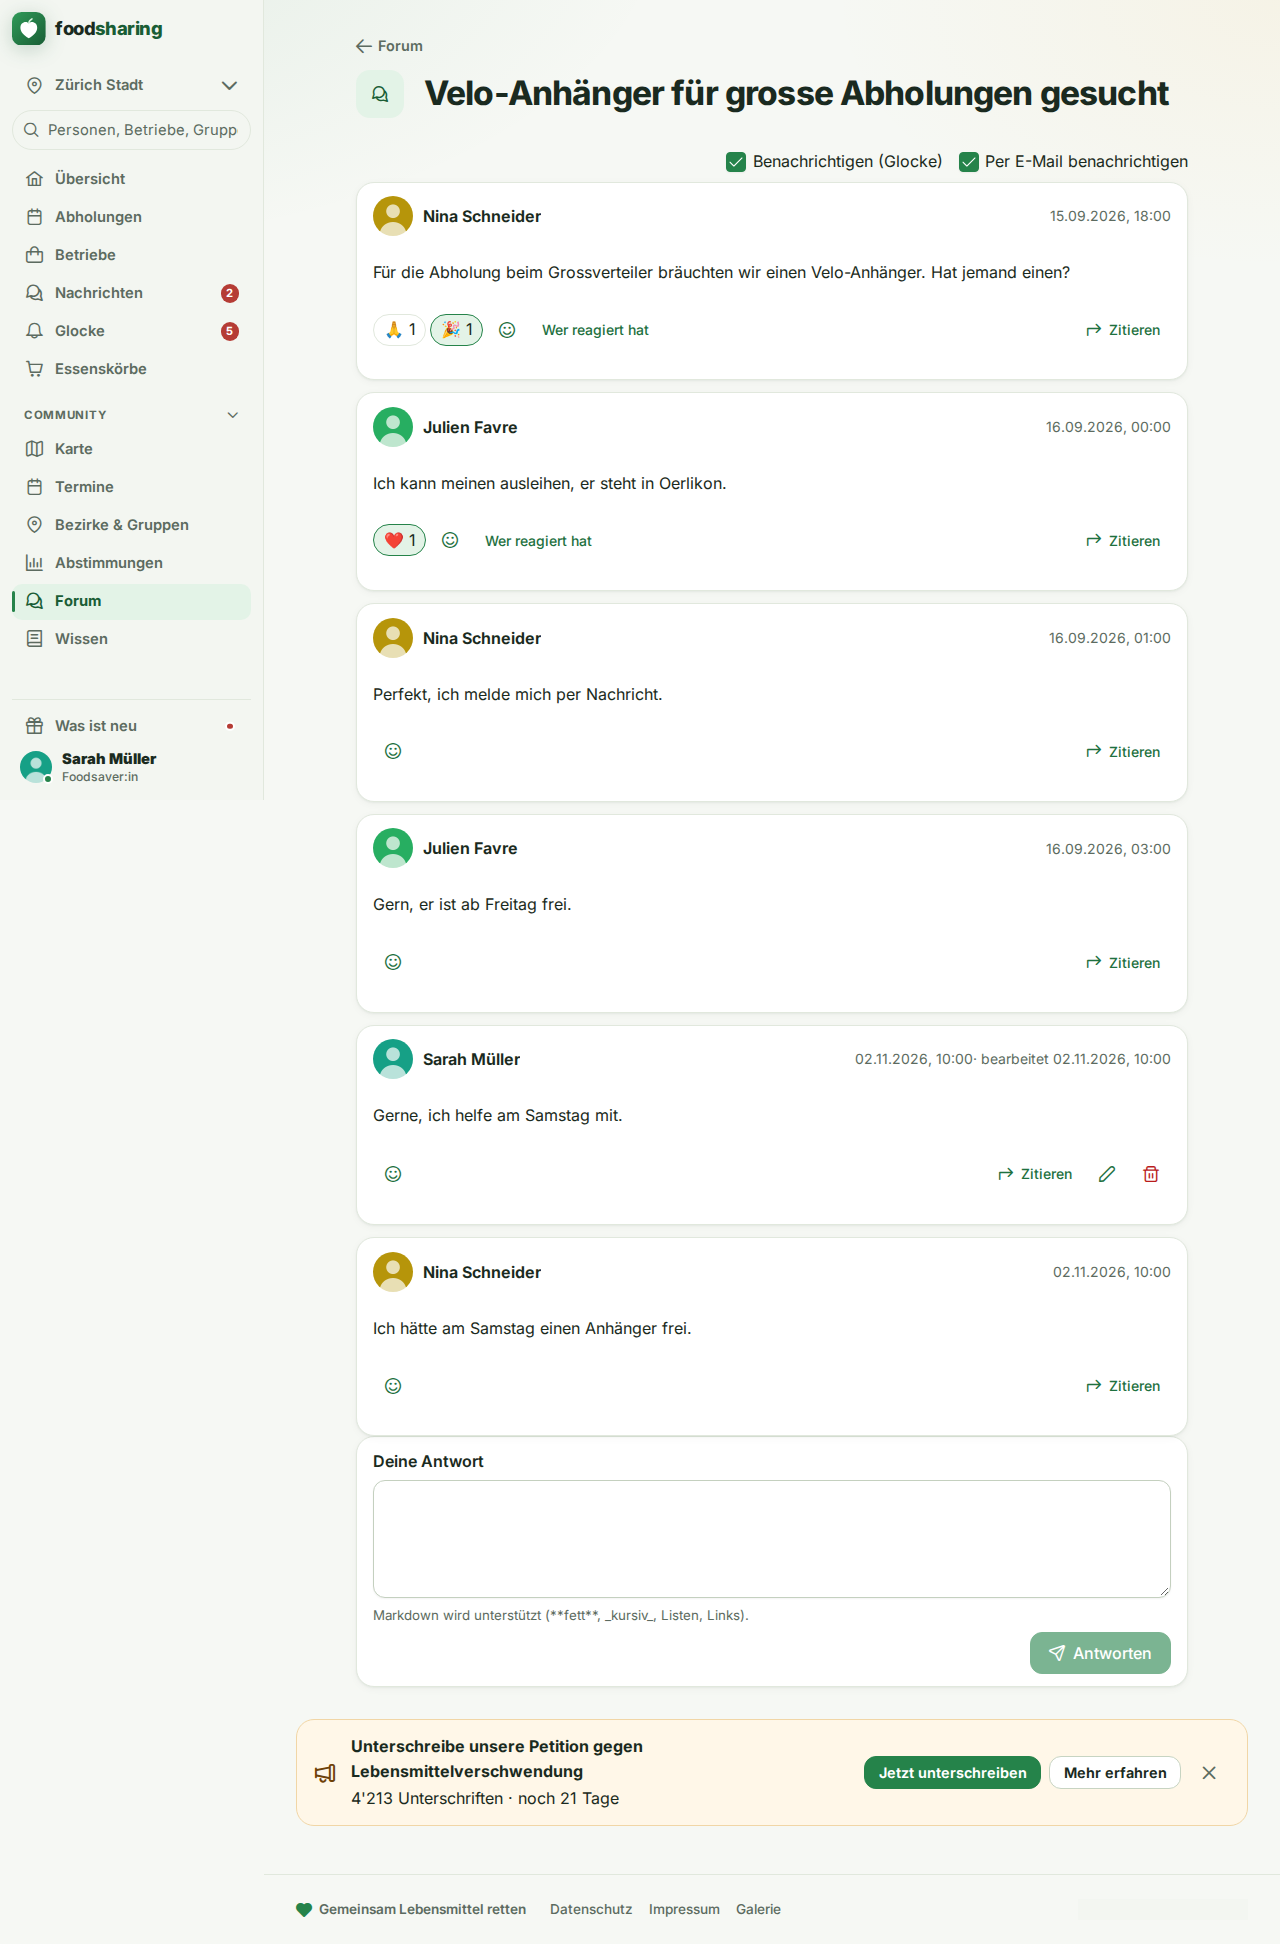 foodsharing
Zürich Stadt
Personen, Betriebe, Grupp
Übersicht
Abholungen
Betriebe
Nachrichten 2
Glocke 5
Essenskörbe
COMMUNITY
Karte
Termine
Bezirke & Gruppen
Abstimmungen
Forum
Wissen
Was ist neu
Sarah Müller
Foodsaver:in
Forum
Velo-Anhänger für grosse Abholungen gesucht
Benachrichtigen (Glocke) Per E-Mail benachrichtigen
Nina Schneider 15.09.2026, 18:00
Für die Abholung beim Grossverteiler bräuchten wir einen Velo-Anhänger. Hat jemand einen?
🙏 1 🎉 1 Wer reagiert hat Zitieren
Julien Favre 16.09.2026, 00:00
Ich kann meinen ausleihen, er steht in Oerlikon.
❤️ 1 Wer reagiert hat Zitieren
Nina Schneider 16.09.2026, 01:00
Perfekt, ich melde mich per Nachricht.
Zitieren
Julien Favre 16.09.2026, 03:00
Gern, er ist ab Freitag frei.
Zitieren
Sarah Müller 02.11.2026, 10:00· bearbeitet 02.11.2026, 10:00
Gerne, ich helfe am Samstag mit.
Zitieren
Nina Schneider 02.11.2026, 10:00
Ich hätte am Samstag einen Anhänger frei.
Zitieren
Deine Antwort
Markdown wird unterstützt (**fett**, _kursiv_, Listen, Links).
Antworten
Unterschreibe unsere Petition gegen
Lebensmittelverschwendung
4'213 Unterschriften · noch 21 Tage
Jetzt unterschreiben Mehr erfahren
Gemeinsam Lebensmittel retten Datenschutz Impressum Galerie